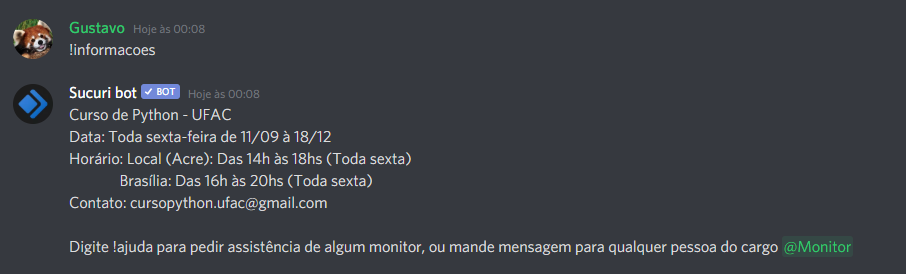 Gustavo Hoje às 00:08
!informacoes
Sucuri bot BOT Hoje às 00:08
Curso de Python - UFAC
Data: Toda sexta-feira de 11/09 à 18/12
Horário: Local (Acre): Das 14h às 18hs (Toda sexta)
Brasília: Das 16h às 20hs (Toda sexta)
Contato: cursopython.ufac@gmail.com
Digite !ajuda para pedir assistência de algum monitor, ou mande mensagem para qualquer pessoa do cargo @Monitor